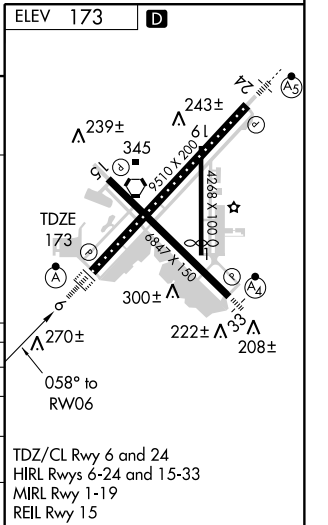 ELEV 173 D
A5
24
243±
239±
19
P
345
P
15
9510 X 200
4268 X 100
TDZE
173
P
6847 X 150
1
A
P
A4
6
300±
33
222±
208±
270±
058° to
RW06
TDZ/CL Rwy 6 and 24
HIRL Rwys 6-24 and 15-33
MIRL Rwy 1-19
REIL Rwy 15